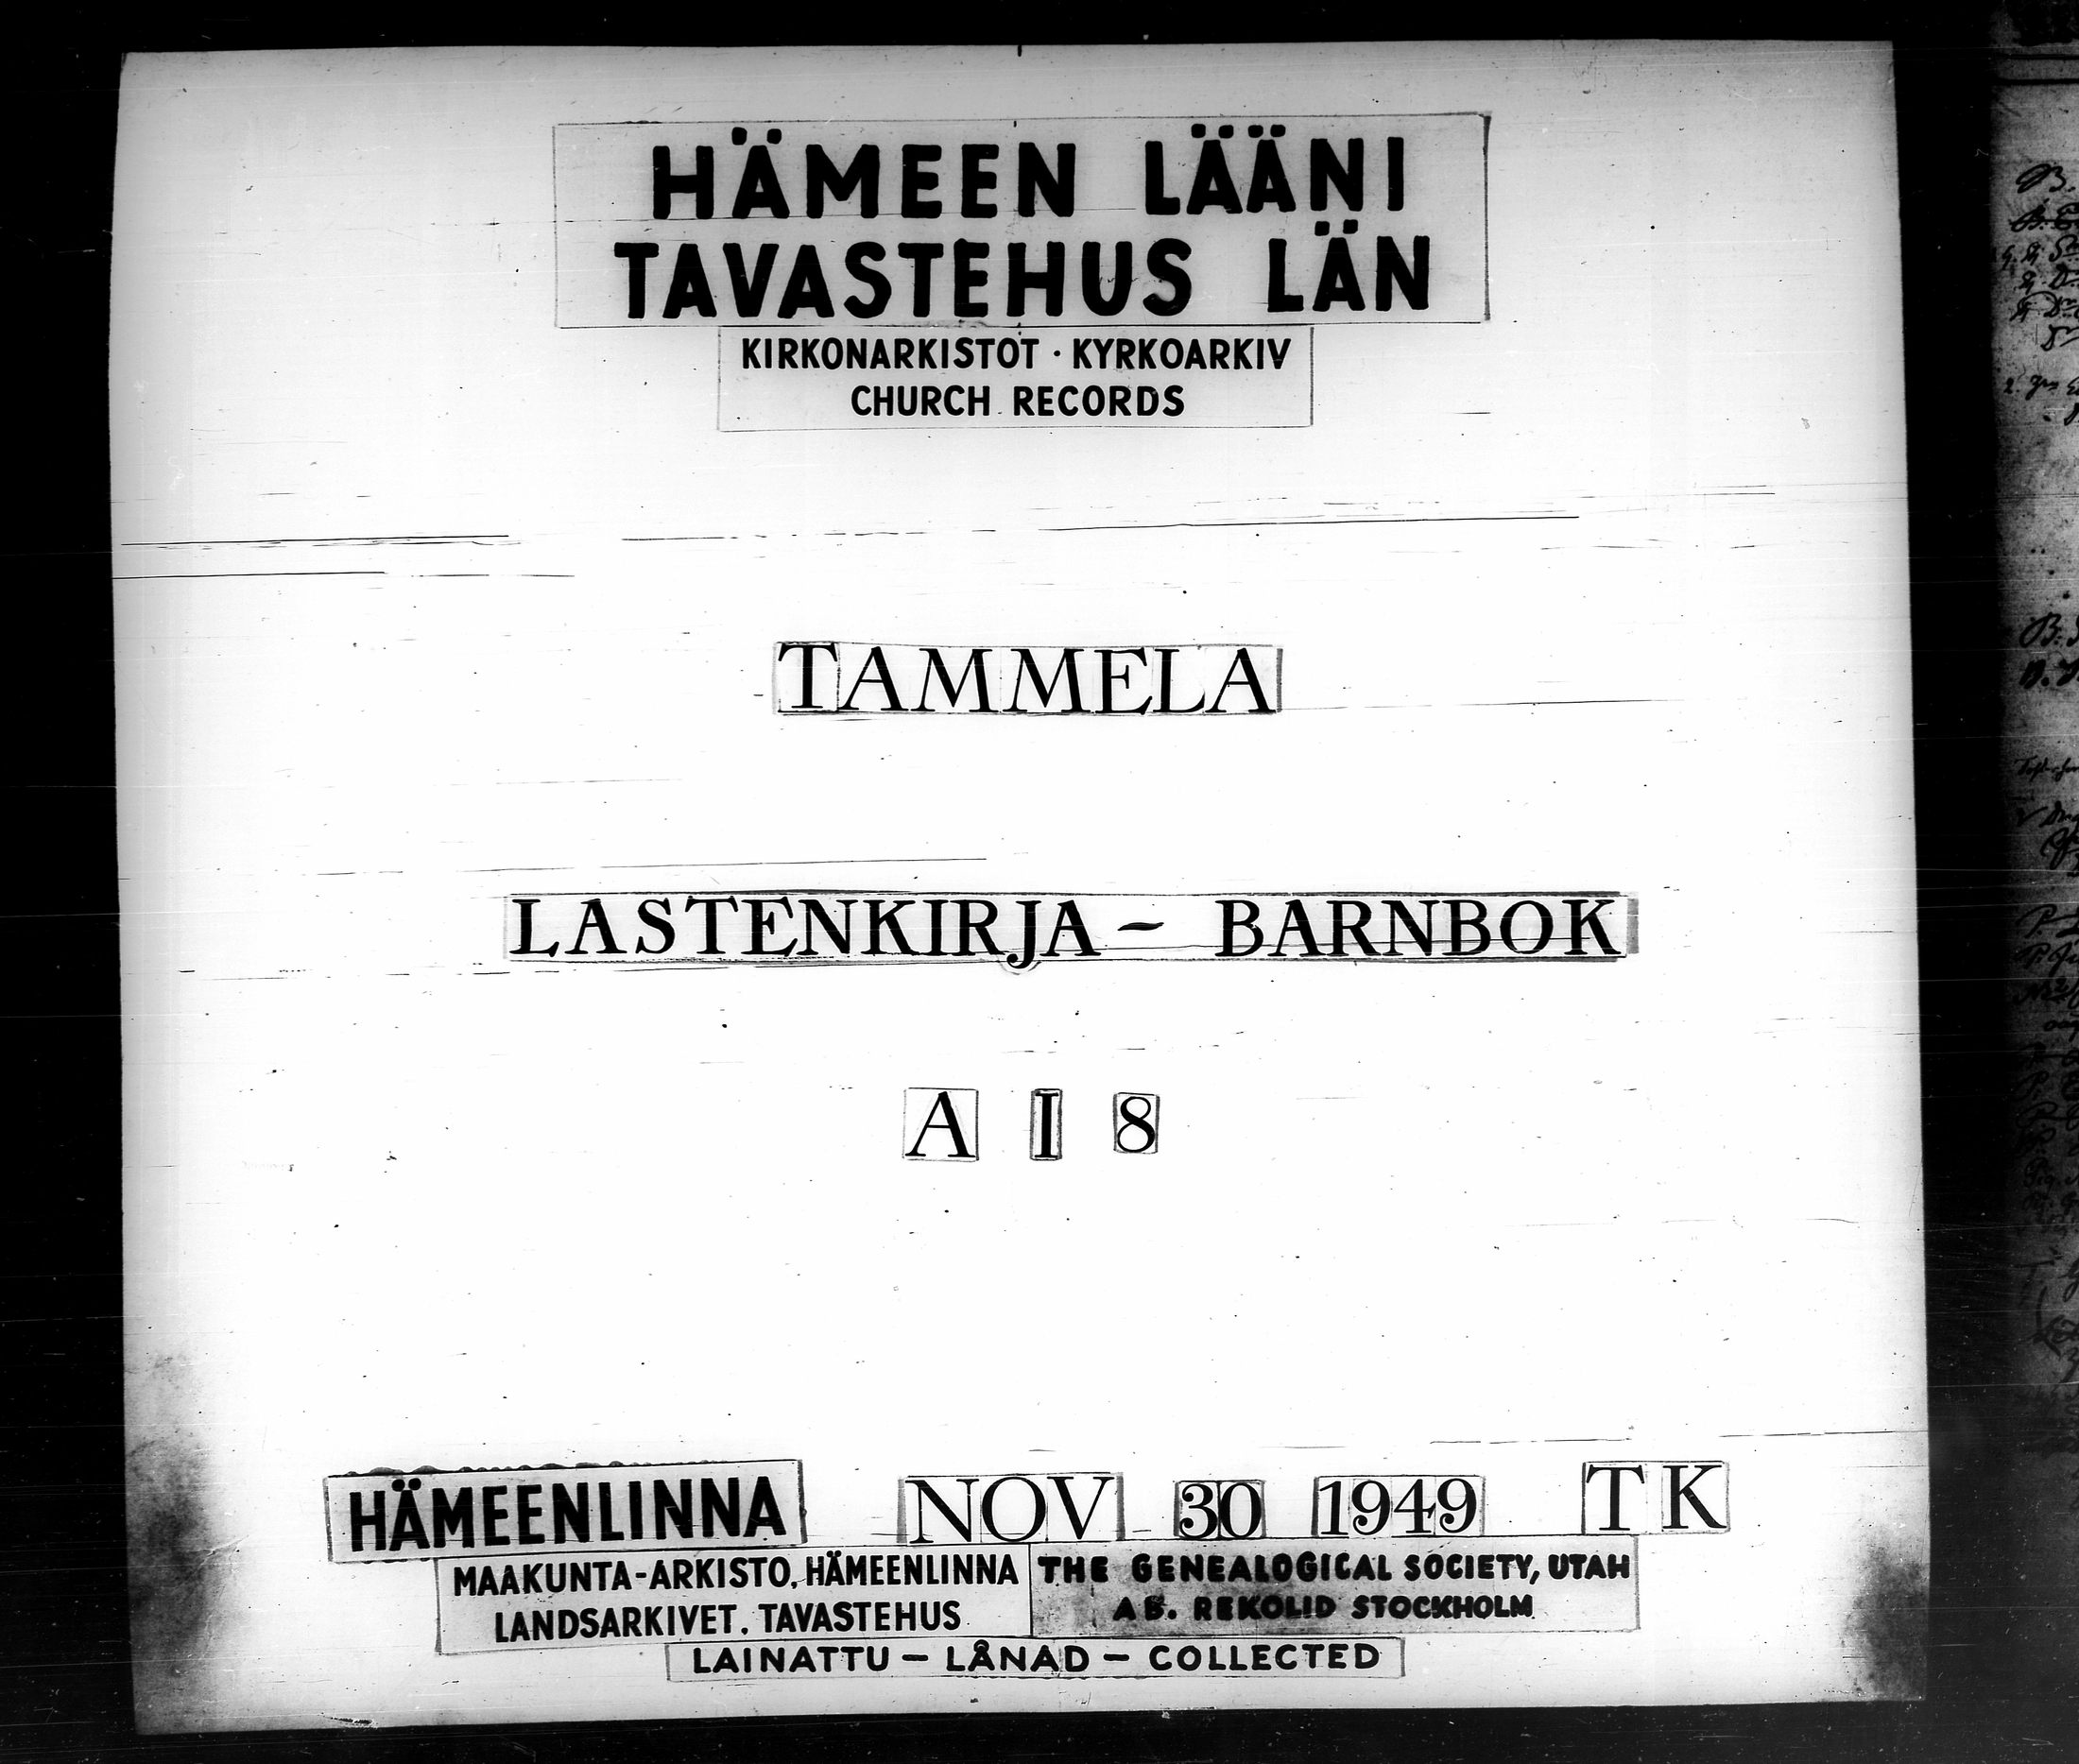 HÄMEEN LÄÄNI
TAVASTEHUS LÄN
KIRKONARKISTOT · KYRKOARKIV
CHURCH RECORDS
TAMMELA
LASTENKIRJA - BARNBOK
A I 8
HÄMEENLINNA NOV 30 1949 TK
MAAKUNTA-ARKISTO, HÄMEENLINNA
LANDSARKIVET. TAVASTEHUS
THE GENEALOGICAL SOCIETY, UTAH
AB. REKOLID STOCKHOLM
LAINATTU - LÅNAD - COLLECTED